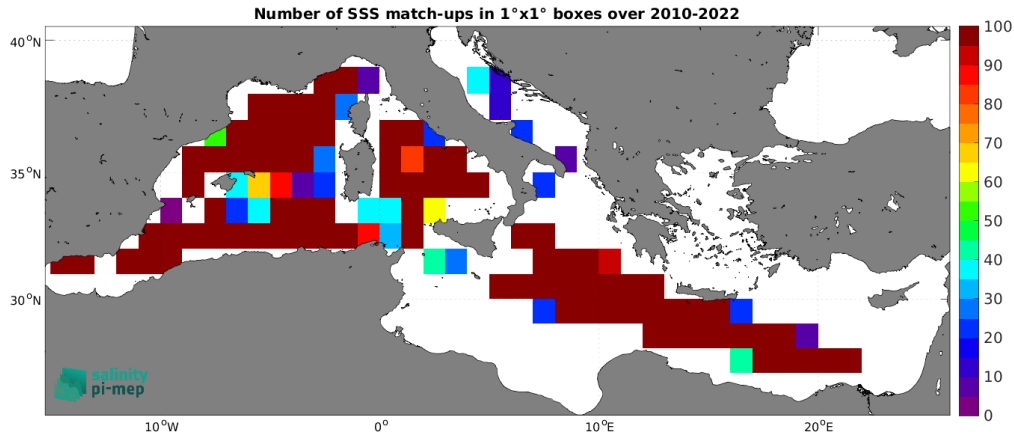 Number of SSS match-ups in 1°x1° boxes over 2010-2022
40°N
35°N
30°N
10°W
0°
10°E
20°E
100
90
80
70
60
50
40
30
20
10
0
salinity
pi-mep